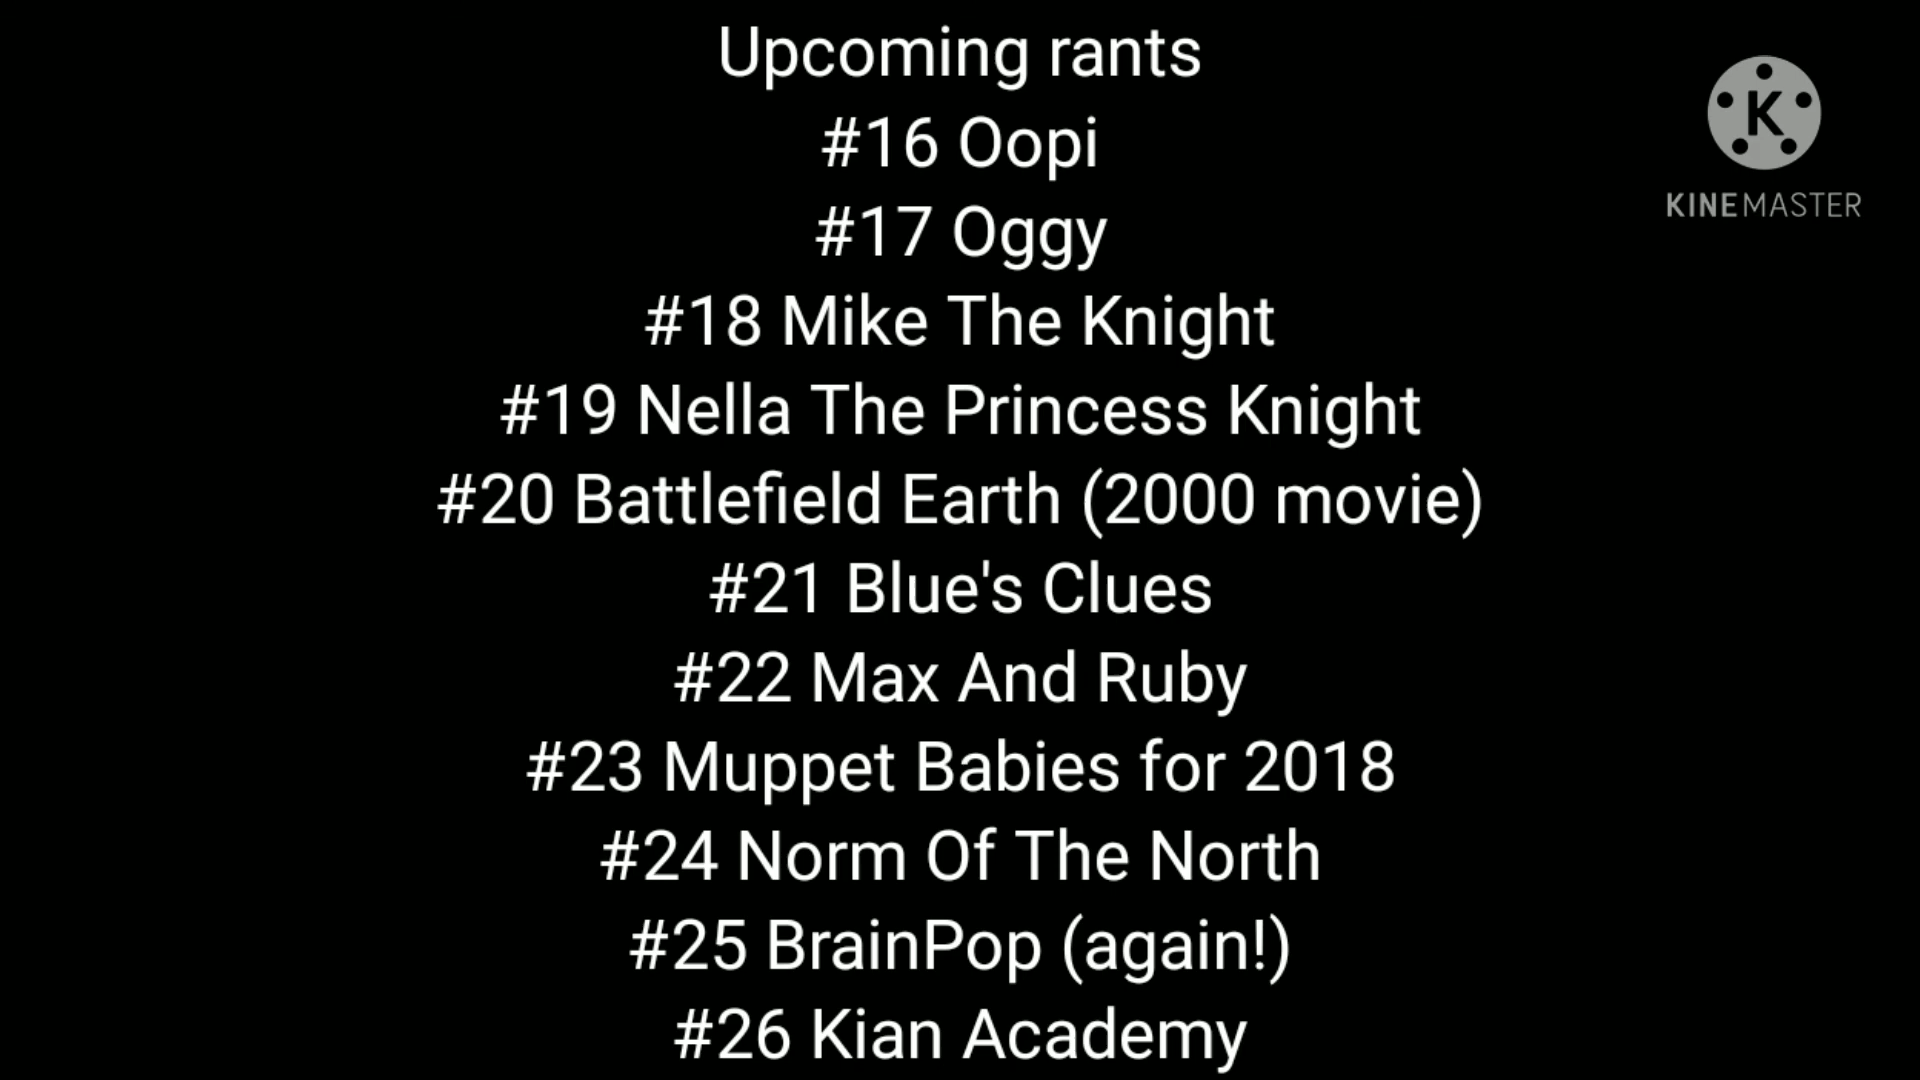 Upcoming rants
#16 Oopi
#17 Oggy
#18 Mike The Knight
#19 Nella The Princess Knight
#20 Battlefield Earth (2000 movie)
#21 Blue's Clues
#22 Max And Ruby
#23 Muppet Babies for 2018
#24 Norm Of The North
#25 BrainPop (again!)
#26 Kian Academy
K
KINEMASTER